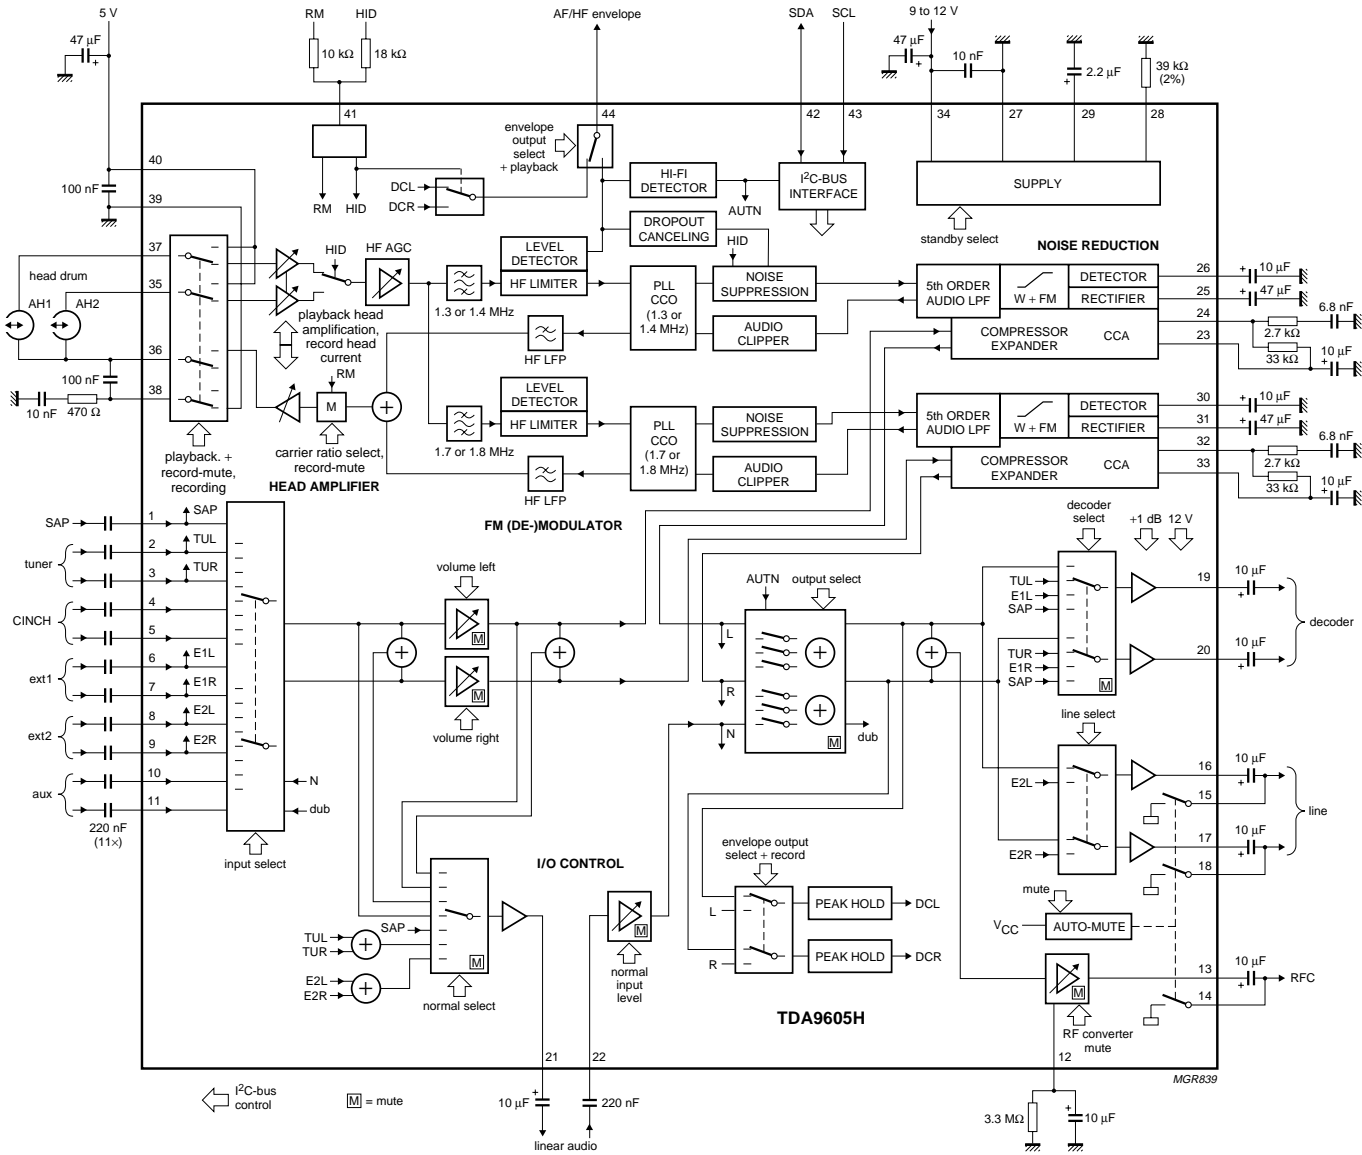 5 V
RM
HID
AF/HF envelope
SDA
SCL
9 to 12 V
47 μF
+
10 kΩ
18 kΩ
47 μF
+
10 nF
+
2.2 μF
39 kΩ
(2%)
41
44
42
43
34
27
29
28
40
envelope
output
select
+ playback
100 nF
39
DCL
DCR
HI-FI
DETECTOR
I²C-BUS
INTERFACE
SUPPLY
RM
HID
AUTN
DROPOUT
CANCELING
standby select
NOISE REDUCTION
37
HID
HF AGC
LEVEL
DETECTOR
HF LIMITER
HID
head drum
35
AH1
AH2
1.3 or 1.4 MHz
PLL
CCO
(1.3 or
1.4 MHz)
NOISE
SUPPRESSION
AUDIO
CLIPPER
5th ORDER
AUDIO LPF
W + FM
DETECTOR
RECTIFIER
COMPRESSOR
EXPANDER
CCA
26
+
10 μF
25
+
47 μF
24
6.8 nF
2.7 kΩ
23
33 kΩ
10 μF
+
playback head
amplification,
record head
current
HF LFP
36
100 nF
RM
38
10 nF
470 Ω
M
LEVEL
DETECTOR
HF LIMITER
1.7 or 1.8 MHz
PLL
CCO
(1.7 or
1.8 MHz)
NOISE
SUPPRESSION
AUDIO
CLIPPER
5th ORDER
AUDIO LPF
W + FM
DETECTOR
RECTIFIER
COMPRESSOR
EXPANDER
CCA
30
+
10 μF
31
+
47 μF
32
6.8 nF
2.7 kΩ
33
33 kΩ
10 μF
+
playback. +
record-mute,
recording
carrier ratio select,
record-mute
HEAD AMPLIFIER
HF LFP
FM (DE-)MODULATOR
SAP
1
SAP
tuner
2
TUL
3
TUR
CINCH
4
5
ext1
6
E1L
7
E1R
ext2
8
E2L
9
E2R
aux
10
N
11
dub
220 nF
(11×)
input select
volume left
M
+
+
M
volume right
AUTN
output select
L
R
N
+
+
M
dub
+
decoder
select
+1 dB
12 V
TUL
E1L
SAP
TUR
E1R
SAP
M
19
10 μF
+
20
10 μF
+
decoder
line select
E2L
E2R
16
10 μF
+
15
17
10 μF
+
18
line
I/O CONTROL
envelope output
select + record
L
R
PEAK HOLD
DCL
PEAK HOLD
DCR
mute
VCC
AUTO-MUTE
SAP
TUL
TUR
+
E2L
E2R
+
M
normal select
M
normal
input
level
M
RF converter
mute
13
10 μF
+
RFC
14
TDA9605H
21
22
12
MGR839
I²C-bus
control
M = mute
10 μF
+
220 nF
linear audio
3.3 MΩ
+
10 μF